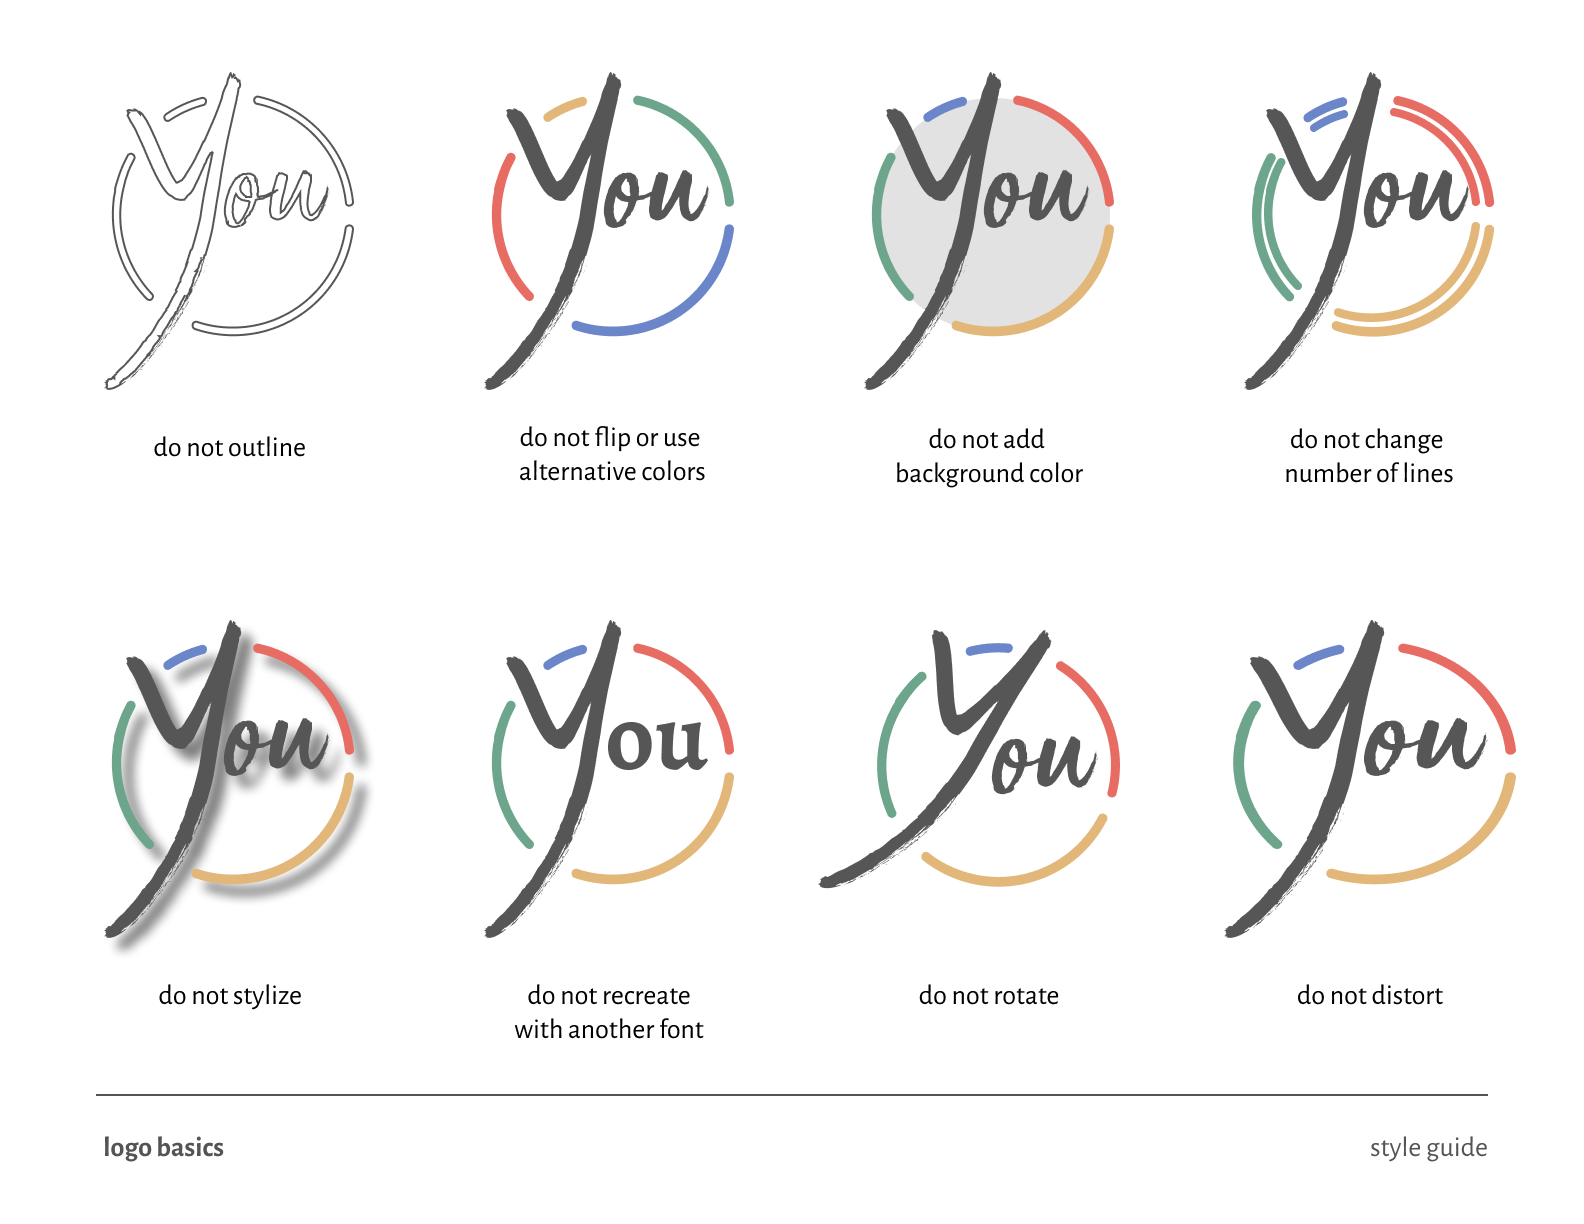 You
You
You
You
do not outline
do not flip or use
alternative colors
do not add
background color
do not change
number of lines
You
You
You
You
do not stylize
do not recreate
with another font
do not rotate
do not distort
logo basics
style guide